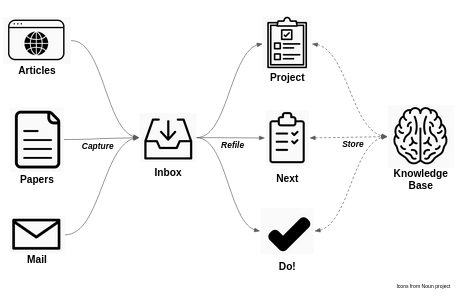 Articles
Papers
Mail
Capture
Inbox
Refile
Project
Next
Do!
Store
Knowledge
Base
Icons from Noun project